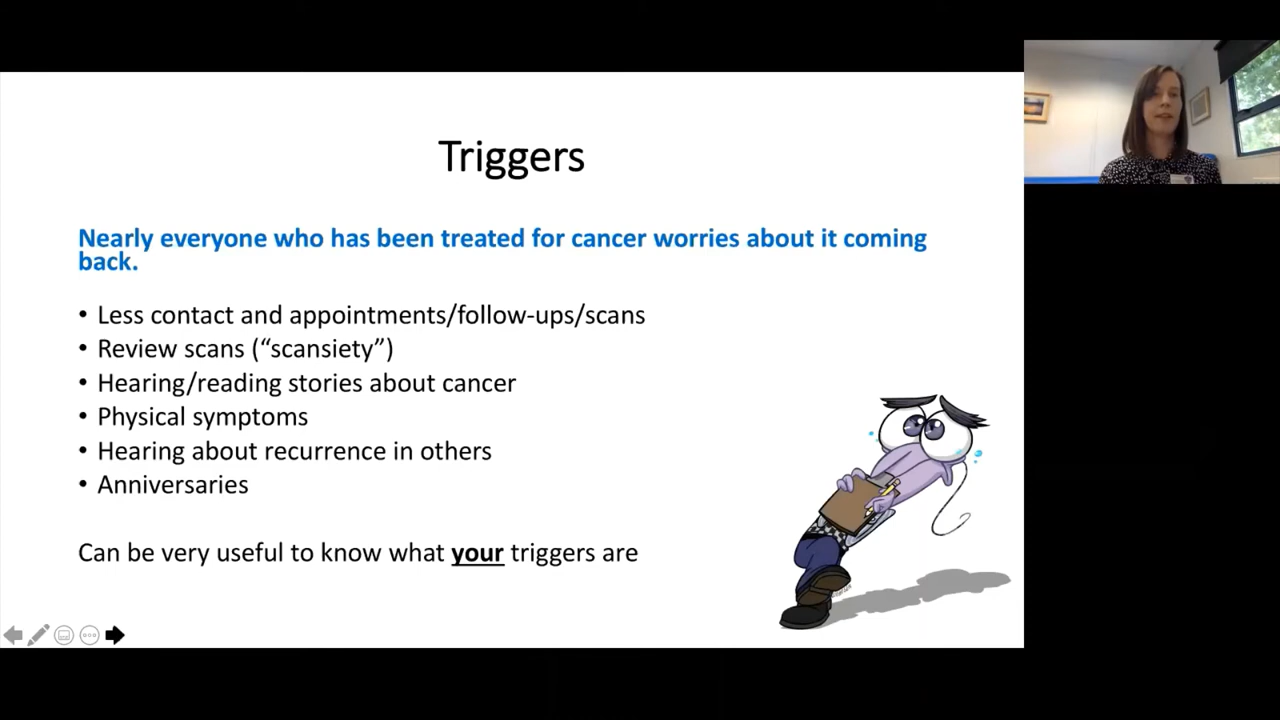 Triggers
Nearly everyone who has been treated for cancer worries about it coming
back.
• Less contact and appointments/follow-ups/scans
• Review scans (“scansiety”)
• Hearing/reading stories about cancer
• Physical symptoms
• Hearing about recurrence in others
• Anniversaries
Can be very useful to know what your triggers are